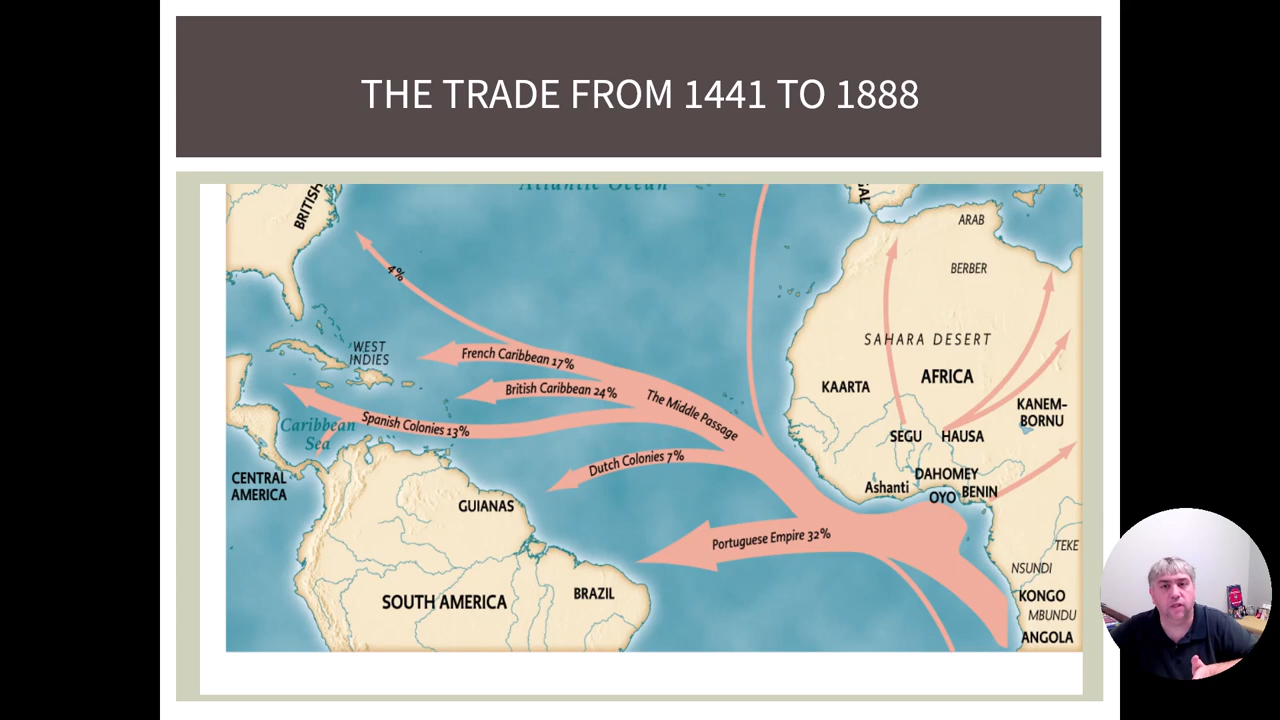 THE TRADE FROM 1441 TO 1888
Atlantic Ocean
BRITISH
GAL
ARAB
4%
BERBER
SAHARA DESERT
WEST
INDIES
French Caribbean 17%
AFRICA
KAARTA
British Caribbean 24%
The Middle Passage
KANEM-
BORNU
Spanish Colonies 13%
Caribbean
Sea
SEGU
HAUSA
Dutch Colonies 7%
DAHOMEY
CENTRAL
AMERICA
Ashanti
OYO
BENIN
GUIANAS
Portuguese Empire 32%
TEKE
NSUNDI
BRAZIL
KONGO
SOUTH AMERICA
MBUNDU
ANGOLA